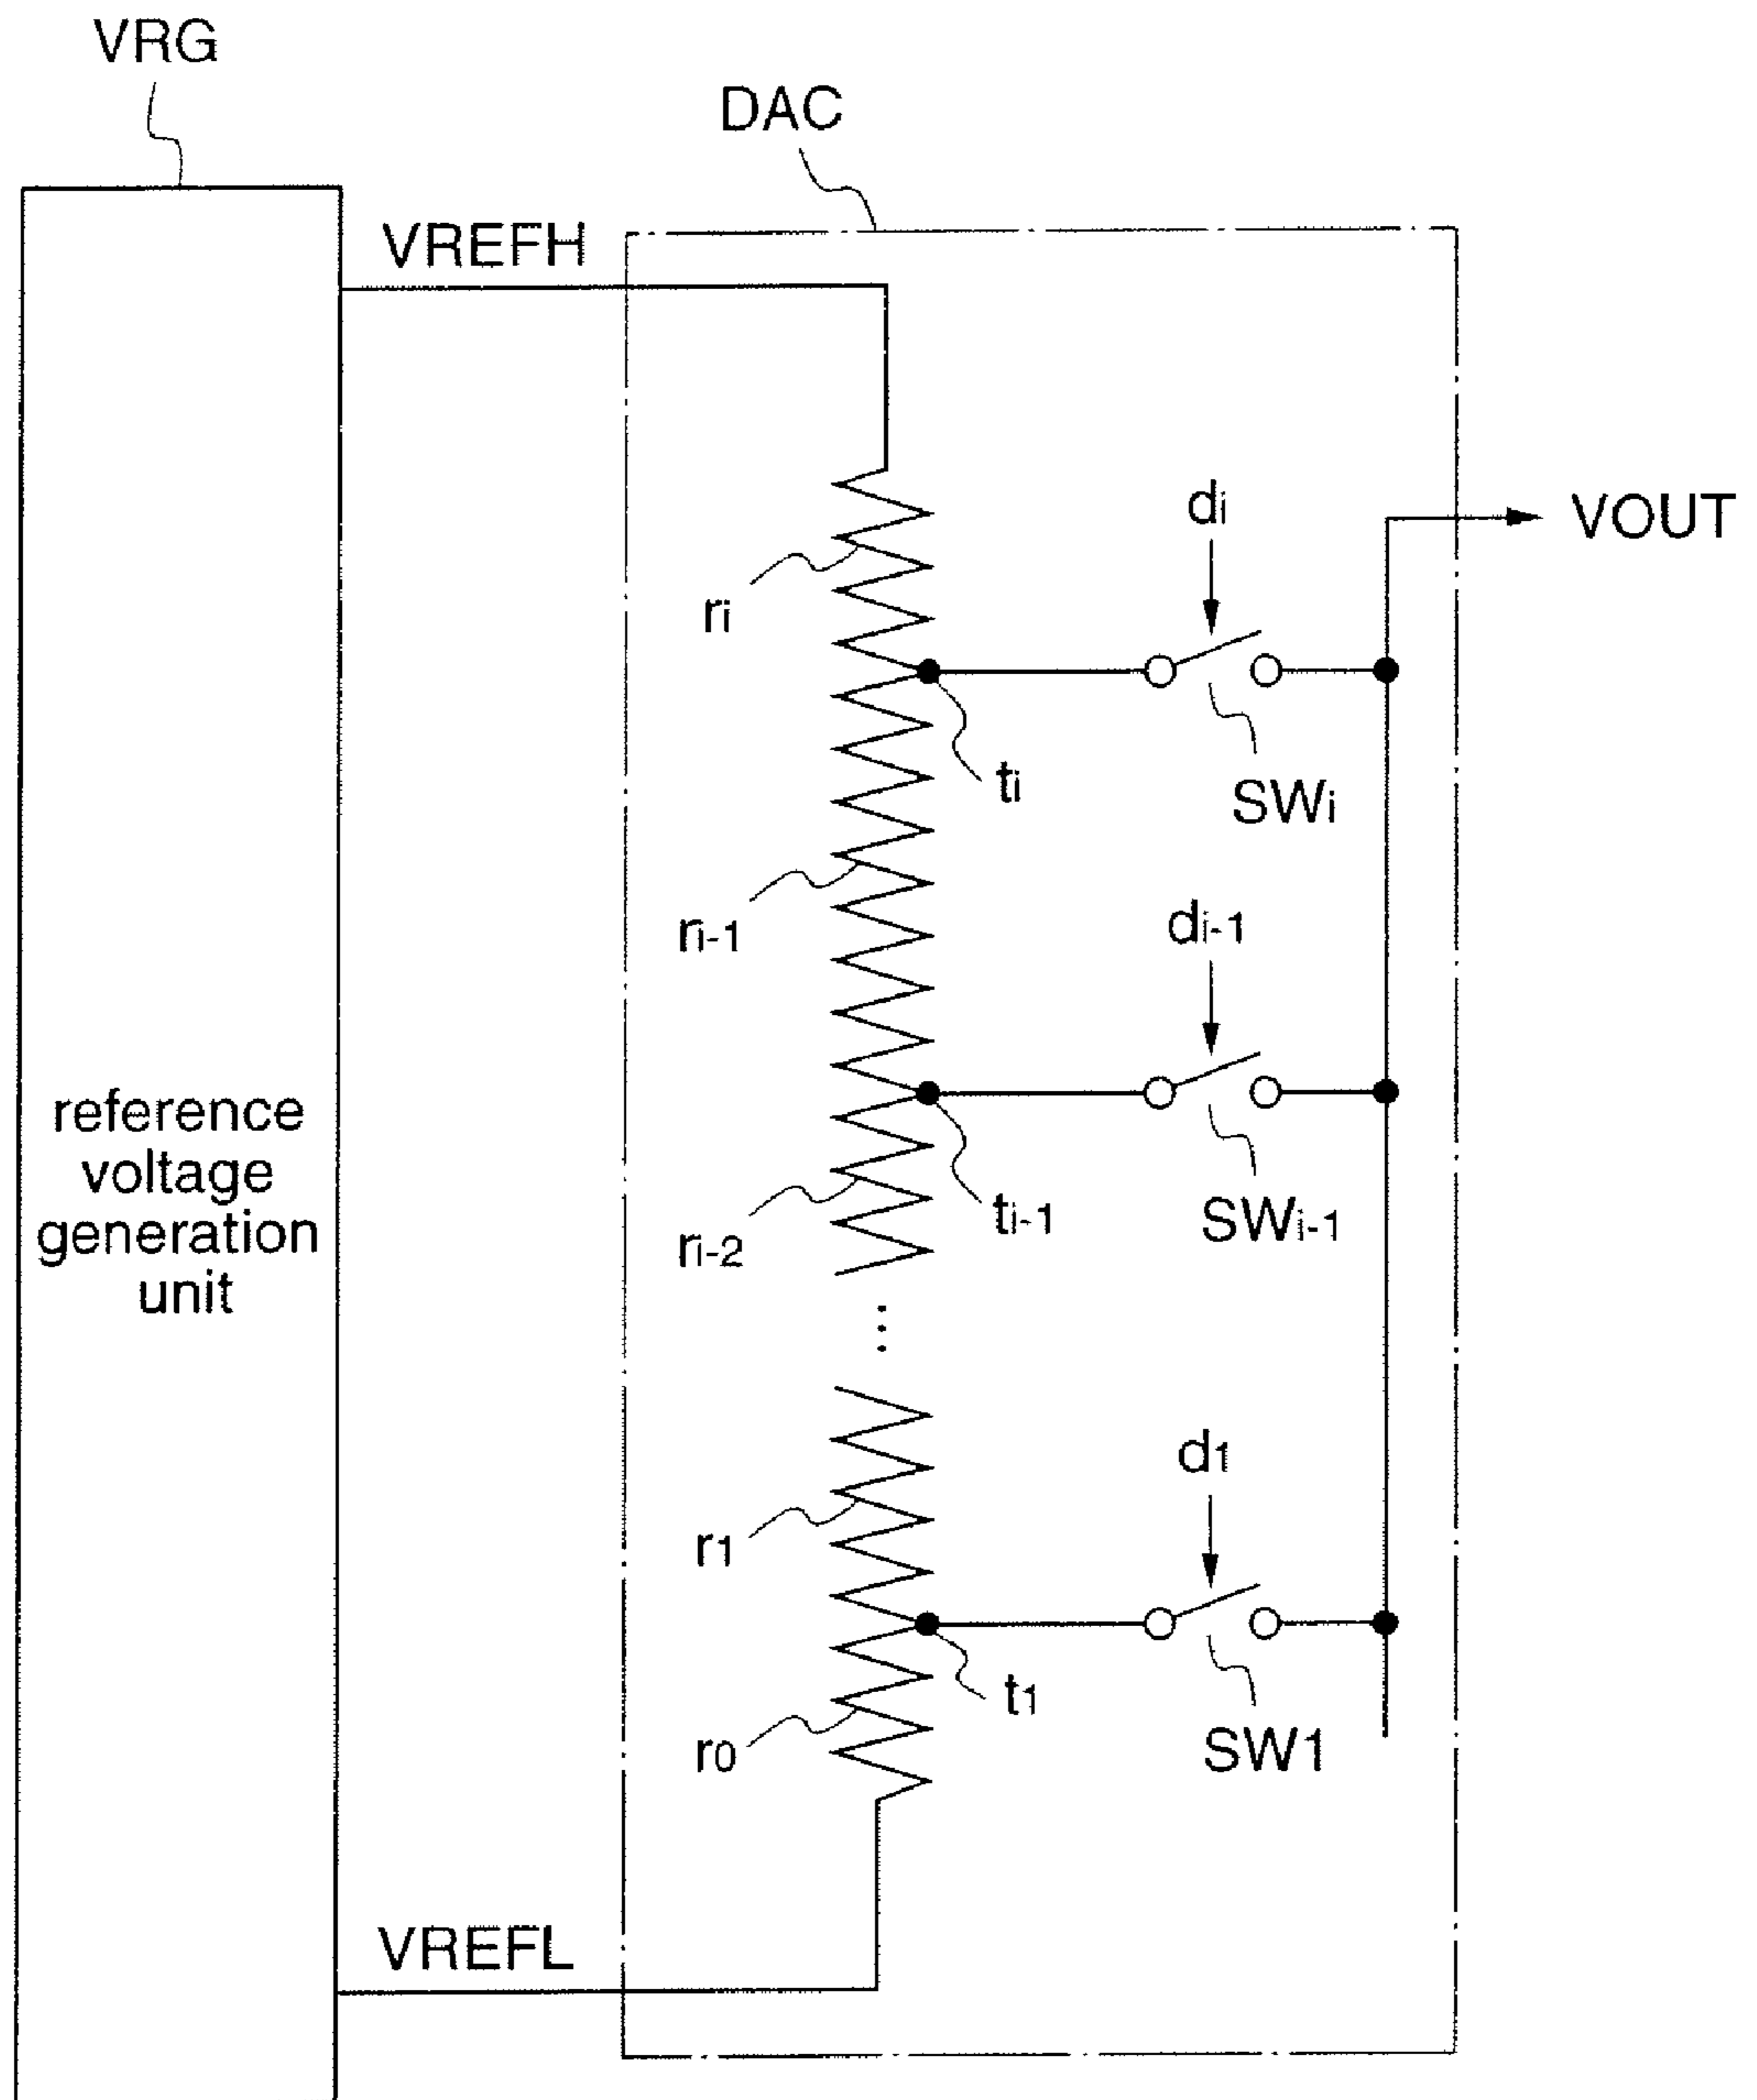 VRG
DAC
VREFH
di
VOUT
ri
ti
SWi
ri-1
di-1
reference
voltage
generation
unit
ti-1
SWi-1
ri-2
d1
r1
t1
r0
SW1
VREFL